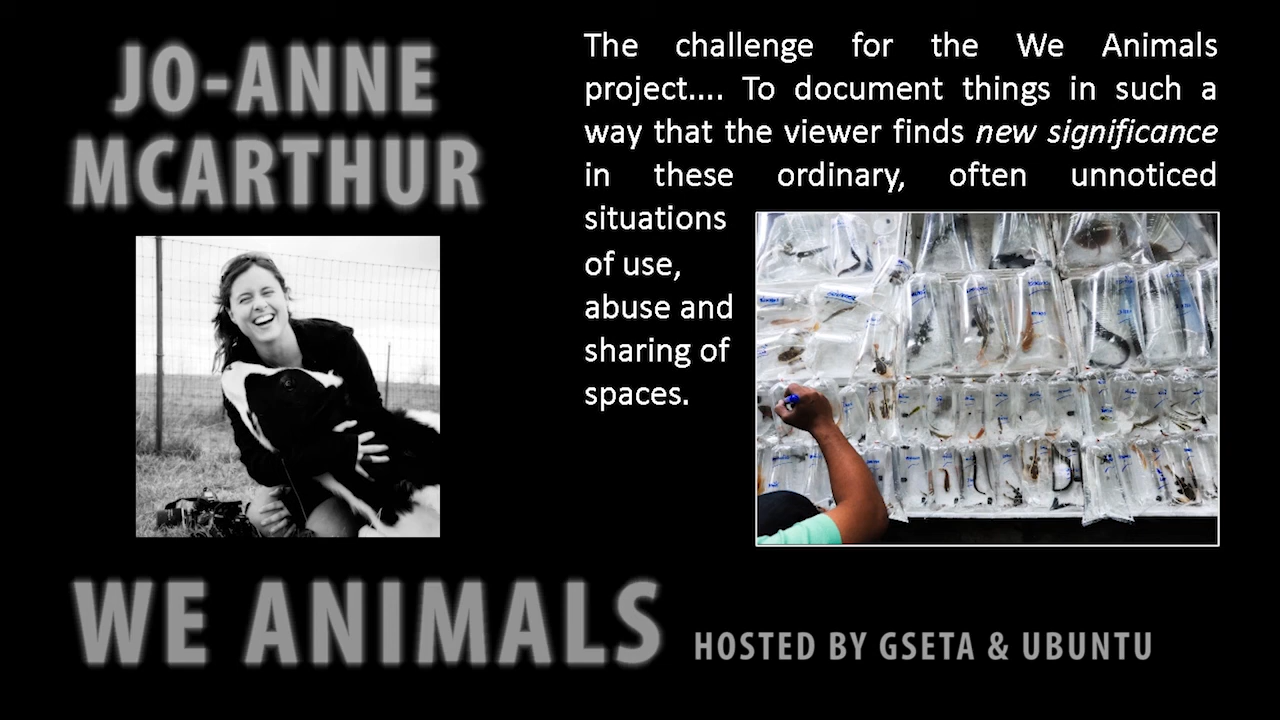 JO-ANNE
MCARTHUR
The challenge for the We Animals
project.... To document things in such a
way that the viewer finds new significance
in these ordinary, often unnoticed
situations
of use,
abuse and
sharing of
spaces.
WE ANIMALS
HOSTED BY GSETA & UBUNTU